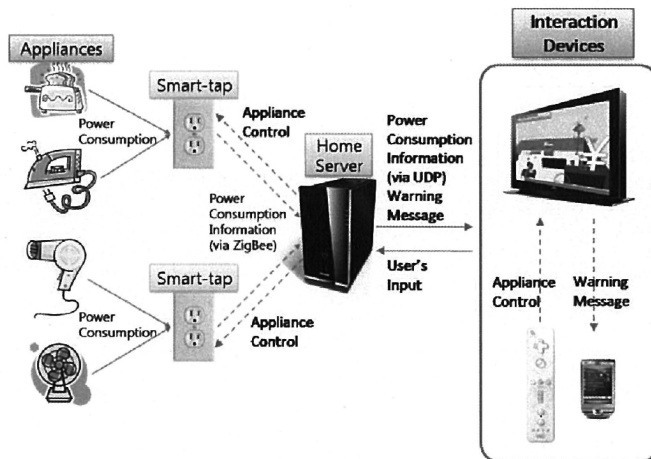 Appliances
Power
Consumption
Power
Consumption
Smart-tap
Smart-tap
Appliance
Control
Power
Consumption
Information
(via ZigBee)
Appliance
Control
Home
Server
Power
Consumption
Information
(via UDP)
Warning
Message
User's
Input
Interaction
Devices
Appliance
Control
Warning
Message